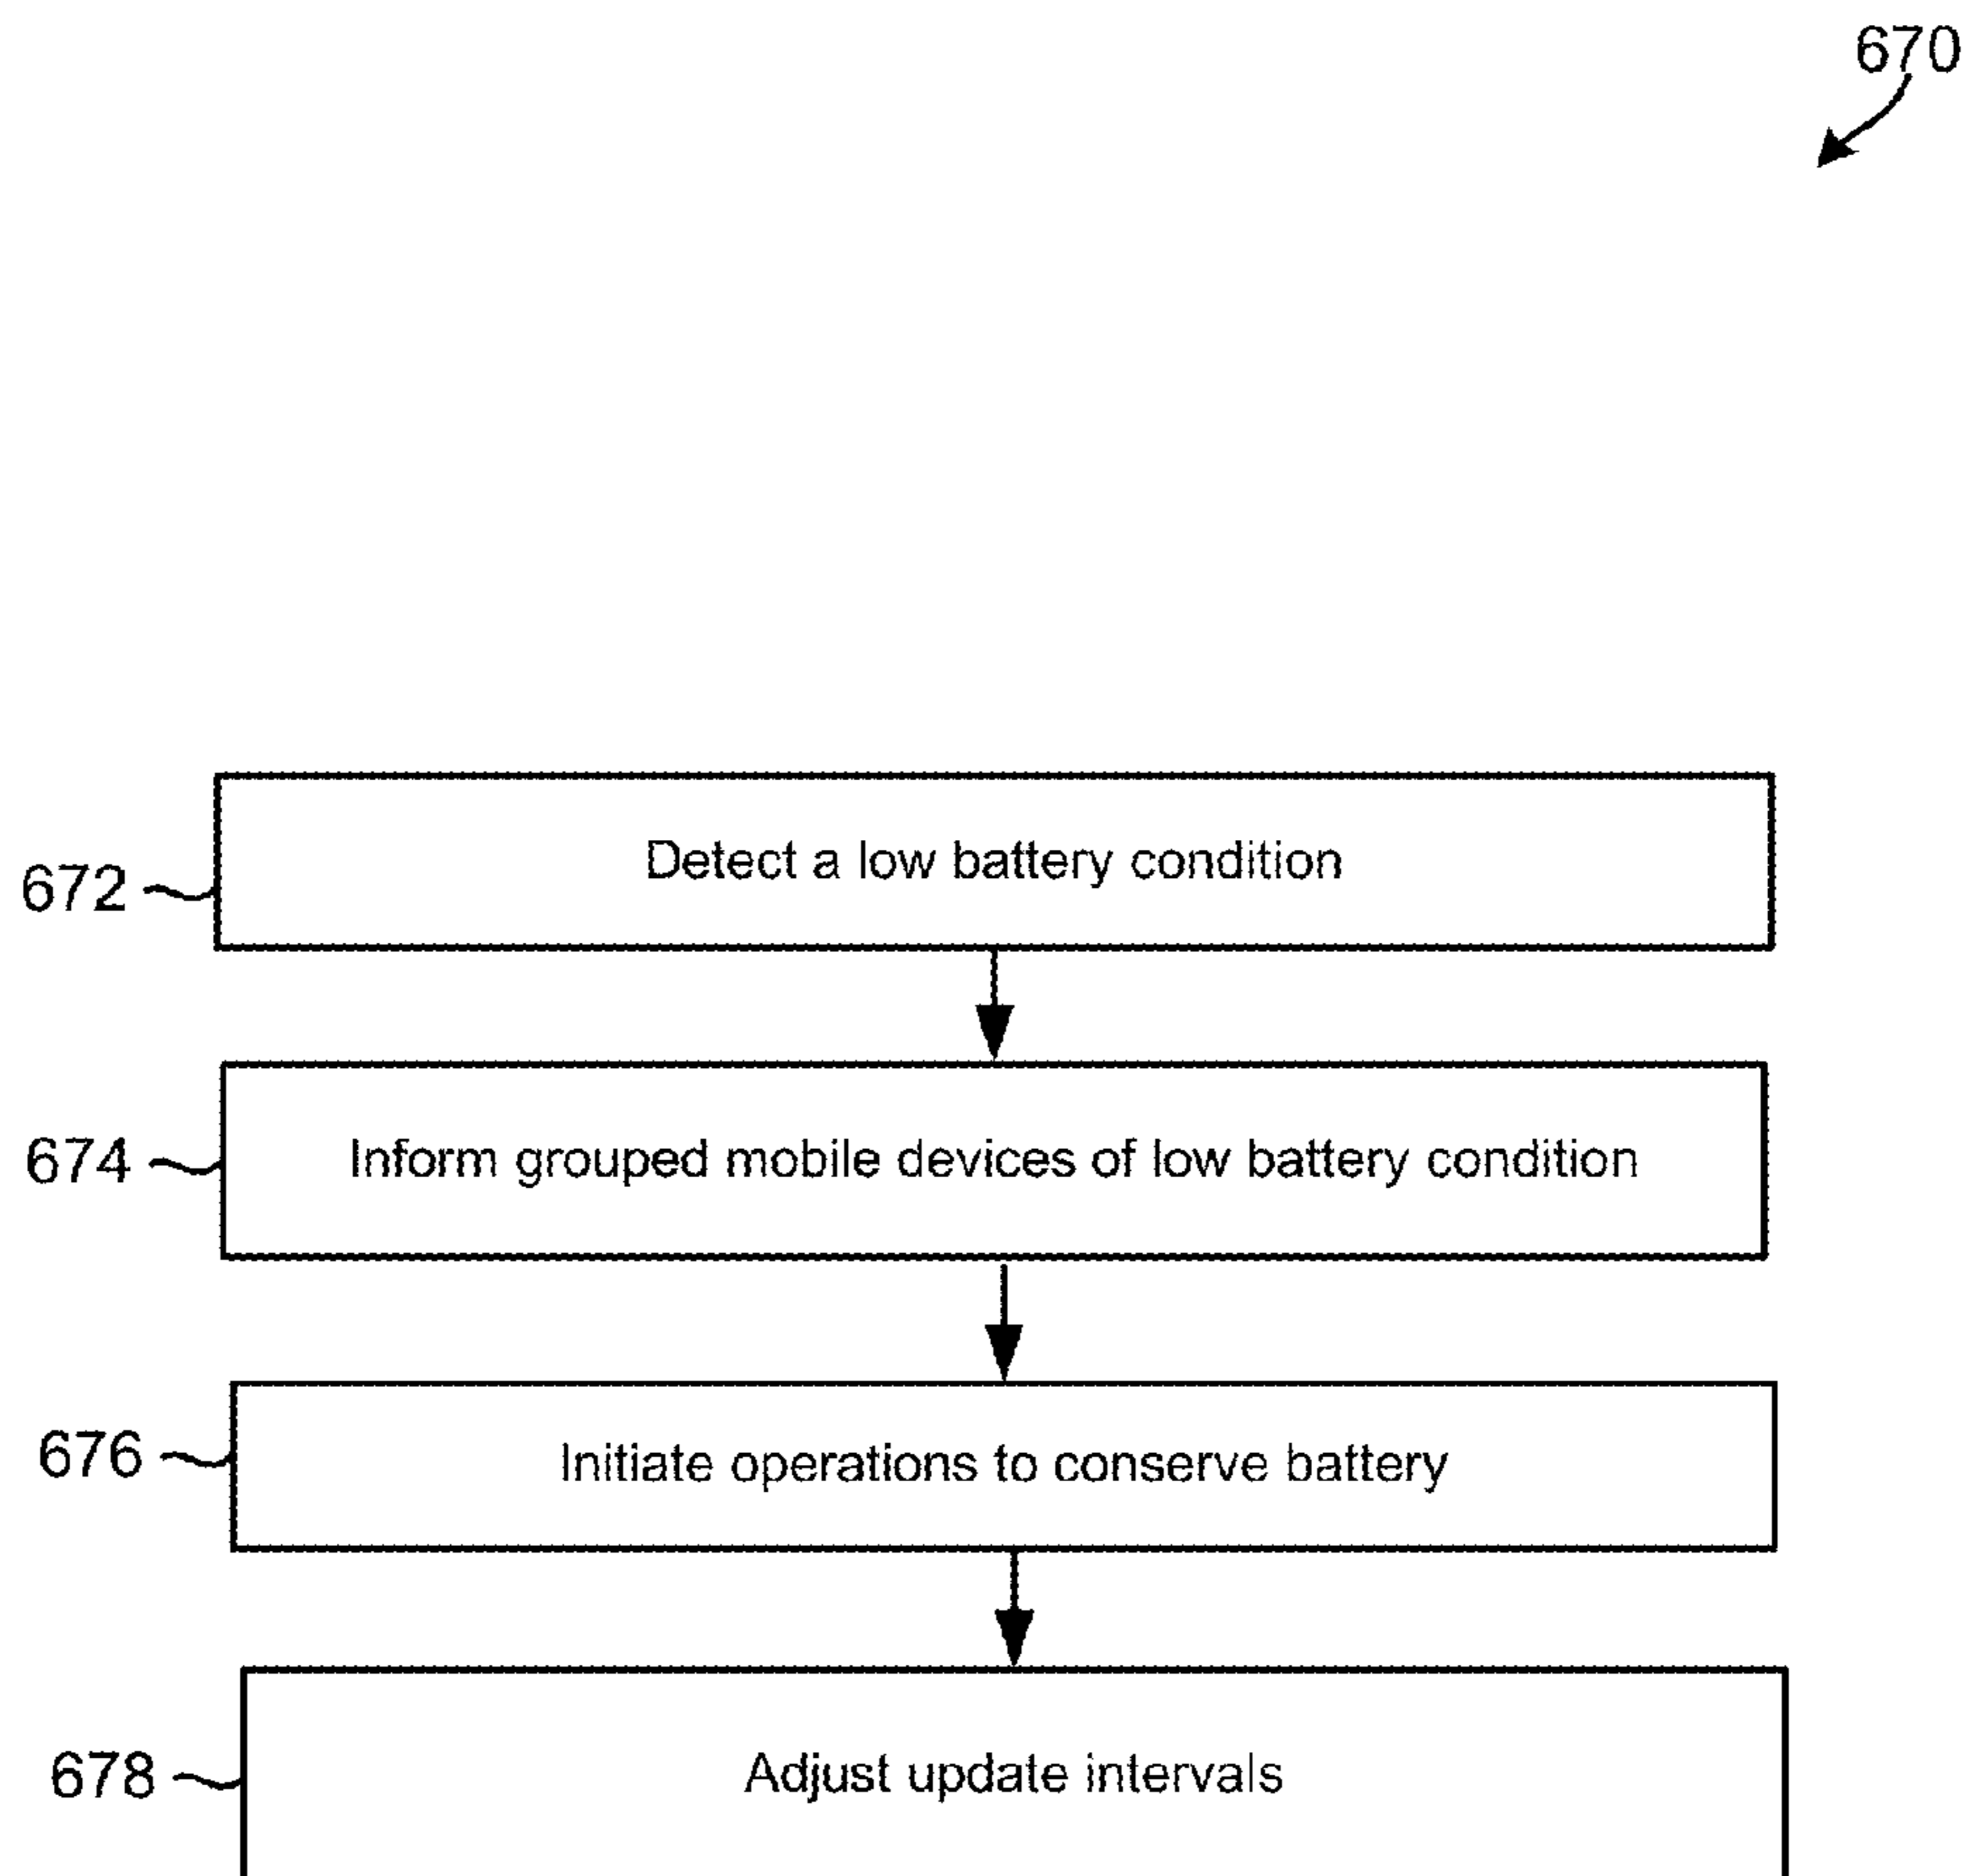 670
Detect a low battery condition
672
Inform grouped mobile devices of low battery condition
674
Initiate operations to conserve battery
676
Adjust update intervals
678